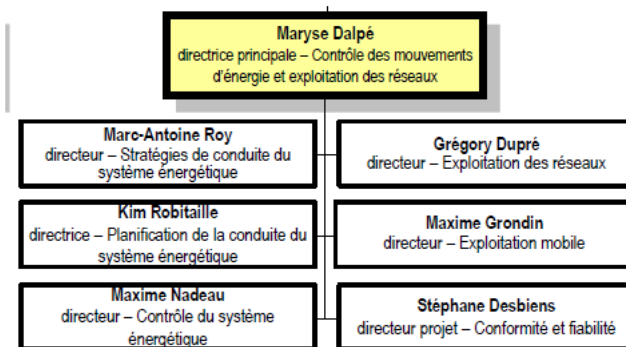 Maryse Dalpé
directrice principale – Contrôle des mouvements
d'énergie et exploitation des réseaux
Marc-Antoine Roy
directeur – Stratégies de conduite du
système énergétique
Grégory Dupré
directeur – Exploitation des réseaux
Kim Robitaille
directrice – Planification de la conduite du
système énergétique
Maxime Grondin
directeur – Exploitation mobile
Maxime Nadeau
directeur – Contrôle du système
énergétique
Stéphane Desbiens
directeur projet – Conformité et fiabilité